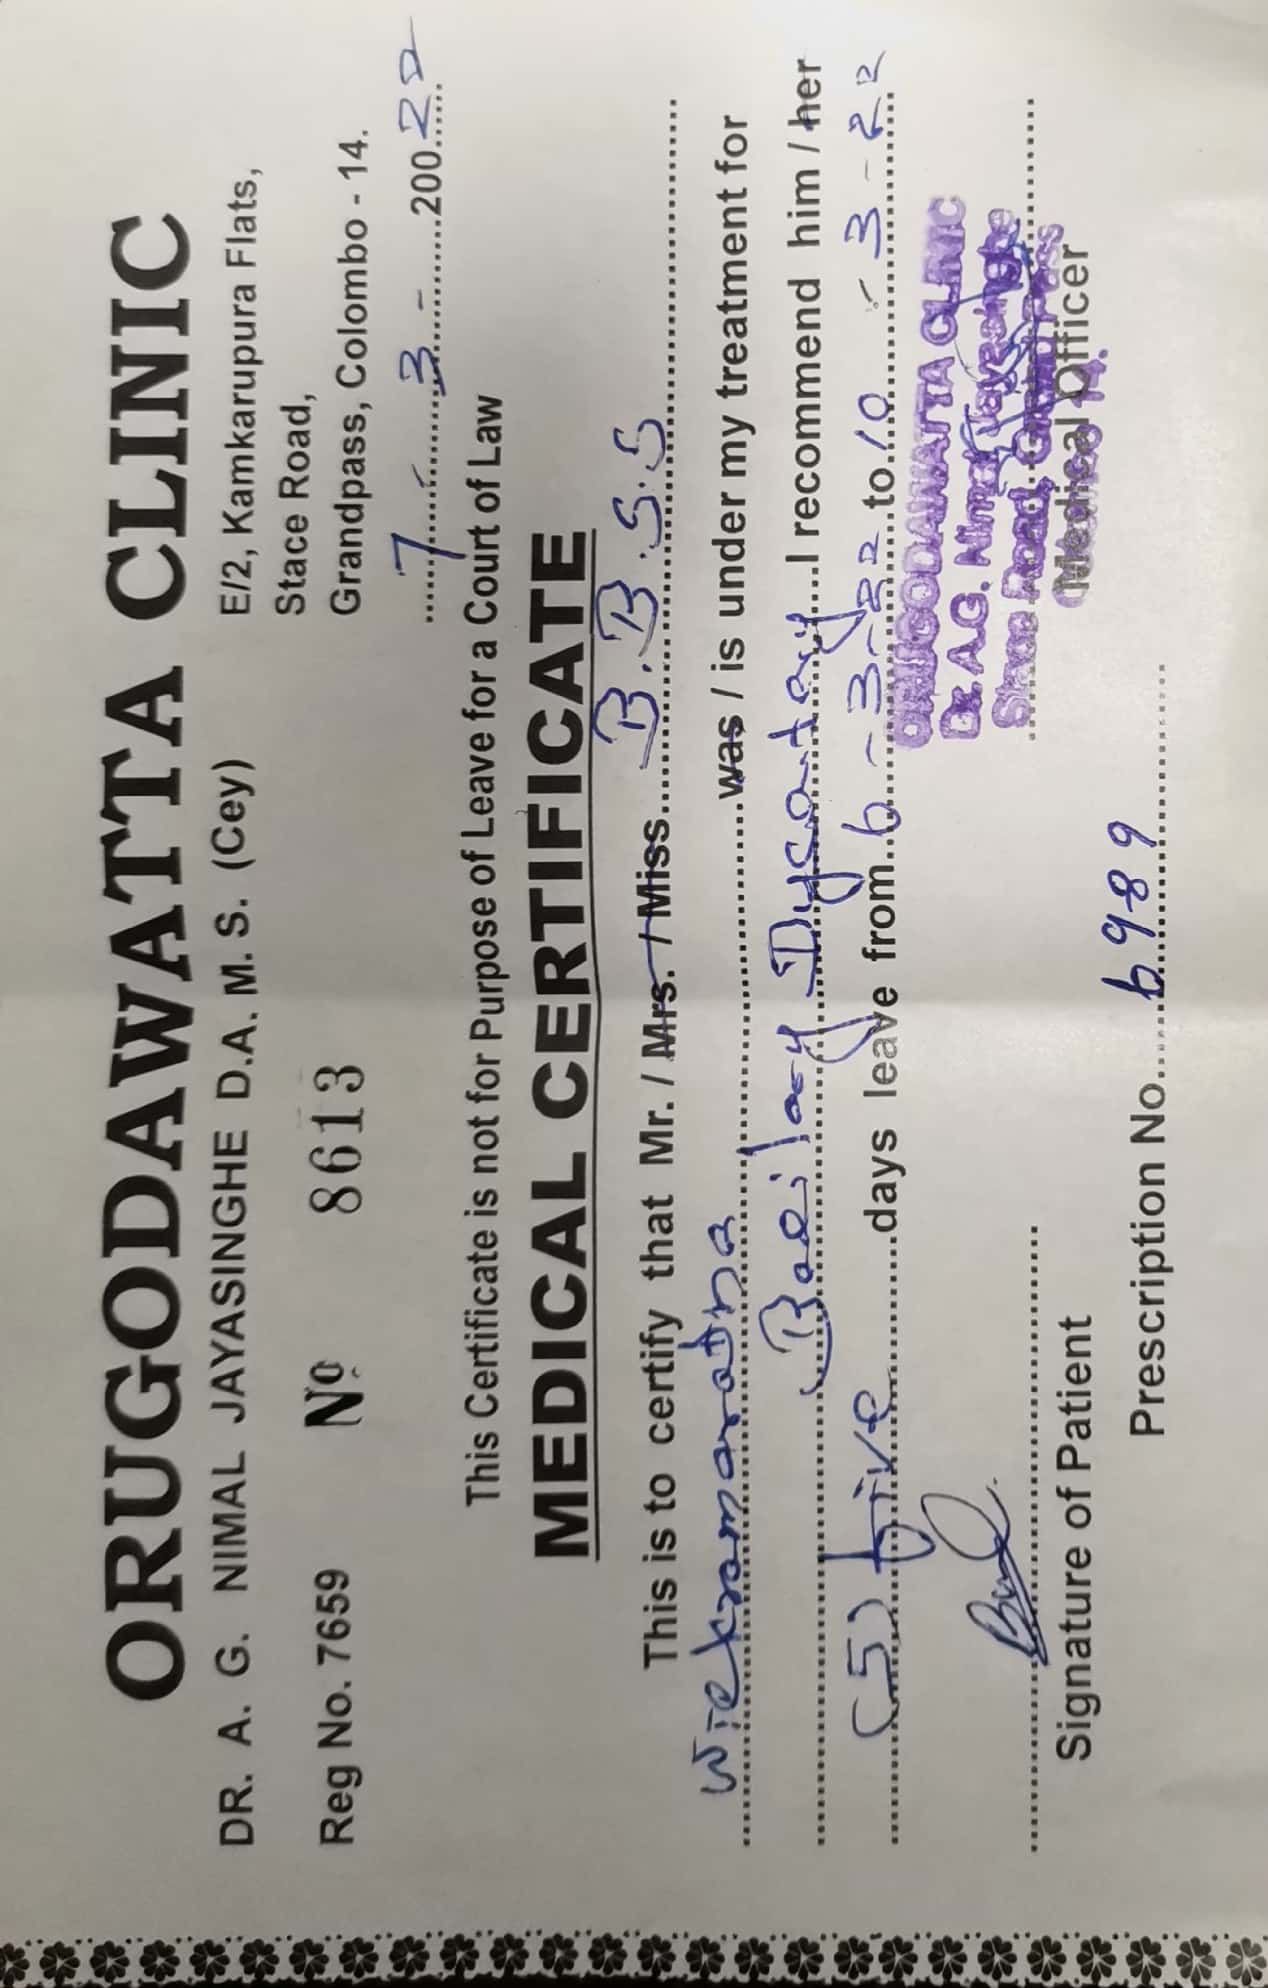 ORUGODAWATTA CLINIC
DR. A. G. NIMAL JAYASINGHE D.A. M. S. (Cey)
E/2, Kamkarupura Flats,
Stace Road,
Grandpass, Colombo - 14.
Reg No. 7659
No 8613
7 - 3 - 200 22
This Certificate is not for Purpose of Leave for a Court of Law
MEDICAL CERTIFICATE
This is to certify that Mr. / Mrs. / Miss B.B.S.S
Wickramaratna was / is under my treatment for
Bacillary Dysentery I recommend him / her
(5) five days leave from 6 - 3 - 22 to 10 - 3 - 22
ORUGODAWATTA CLINIC
Dr. A.G. Nimal Jayasinghe
Stace Road, Grandpass
Signature of Patient
Medical Officer
Prescription No. 6989